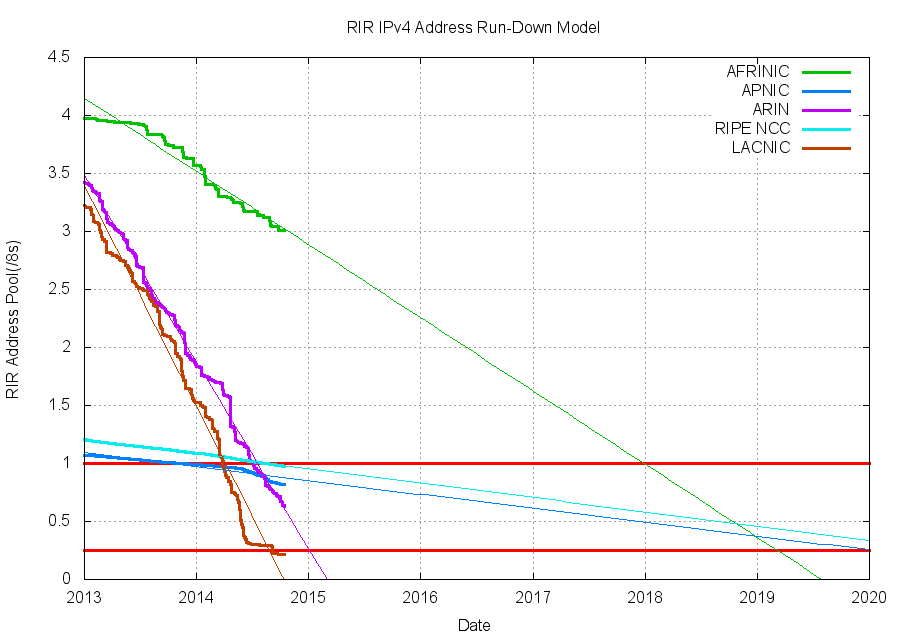 RIR IPv4 Address Run-Down Model
AFRINIC
APNIC
ARIN
RIPE NCC
LACNIC
RIR Address Pool(/8s)
4.5
4
3.5
3
2.5
2
1.5
1
0.5
0
2013 2014 2015 2016 2017 2018 2019 2020
Date